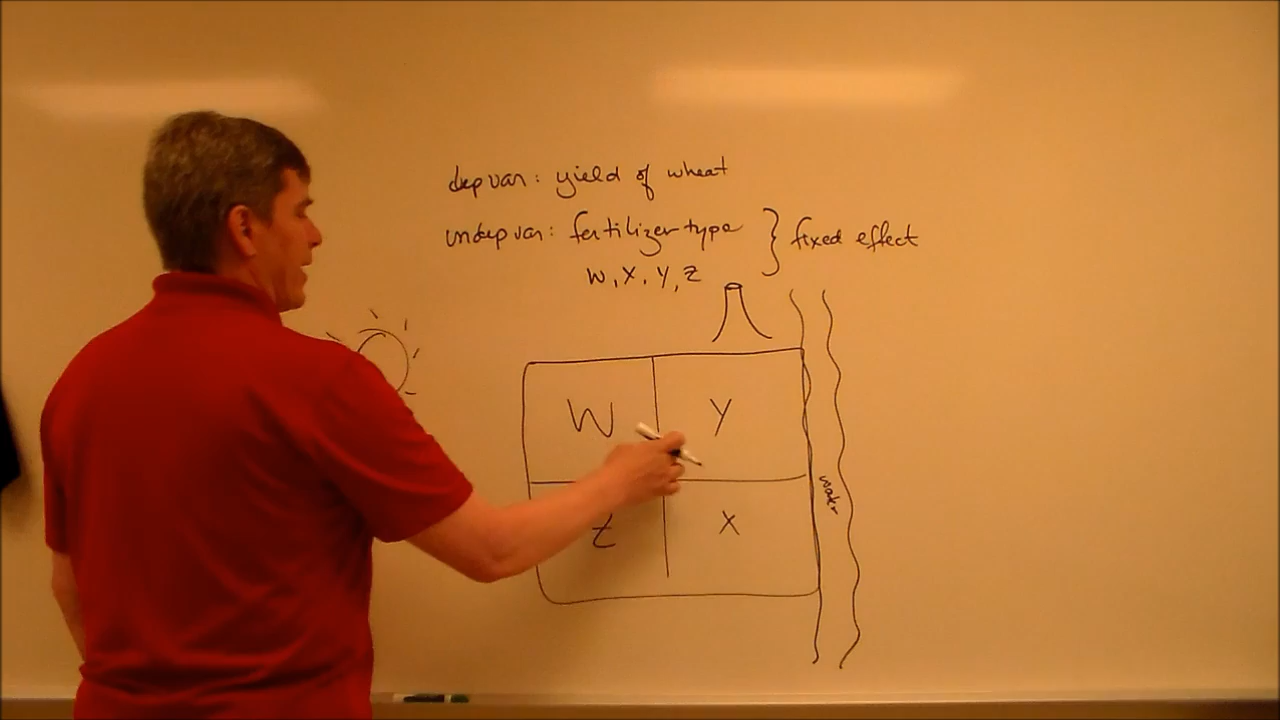 dep var: yield of wheat
indep var: fertilizer type } fixed effect
W, X, Y, Z
W Y
Z X
water